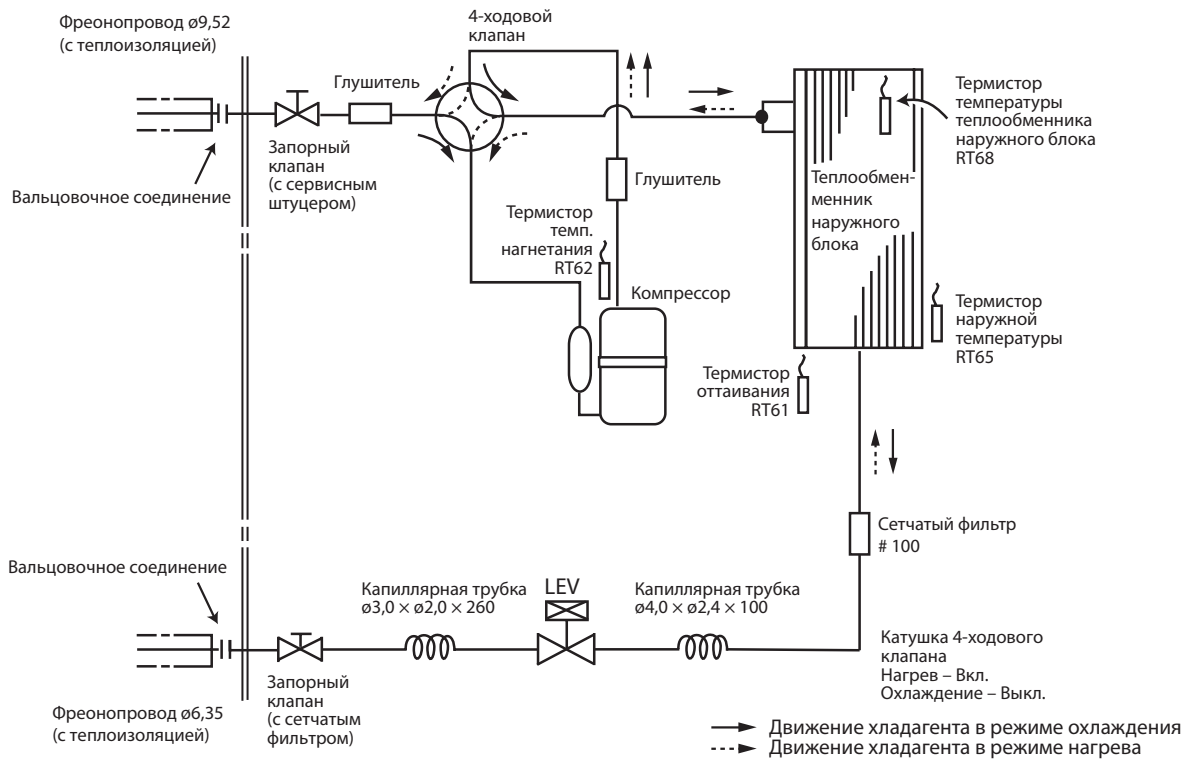 Фреонопровод ø9,52
(с теплоизоляцией)
4-ходовой
клапан
Глушитель
Запорный
клапан
(с сервисным
штуцером)
Вальцовочное соединение
Глушитель
Термистор
темп.
нагнетания
RT62
Компрессор
Теплообмен-
менник
наружного
блока
Термистор
температуры
теплообменника
наружного блока
RT68
Термистор
наружной
температуры
RT65
Термистор
оттаивания
RT61
Сетчатый фильтр
# 100
Вальцовочное соединение
Капиллярная трубка
ø3,0 × ø2,0 × 260
LEV
Капиллярная трубка
ø4,0 × ø2,4 × 100
Запорный
клапан
(с сетчатым
фильтром)
Фреонопровод ø6,35
(с теплоизоляцией)
Катушка 4-ходового
клапана
Нагрев – Вкл.
Охлаждение – Выкл.
Движение хладагента в режиме охлаждения
Движение хладагента в режиме нагрева